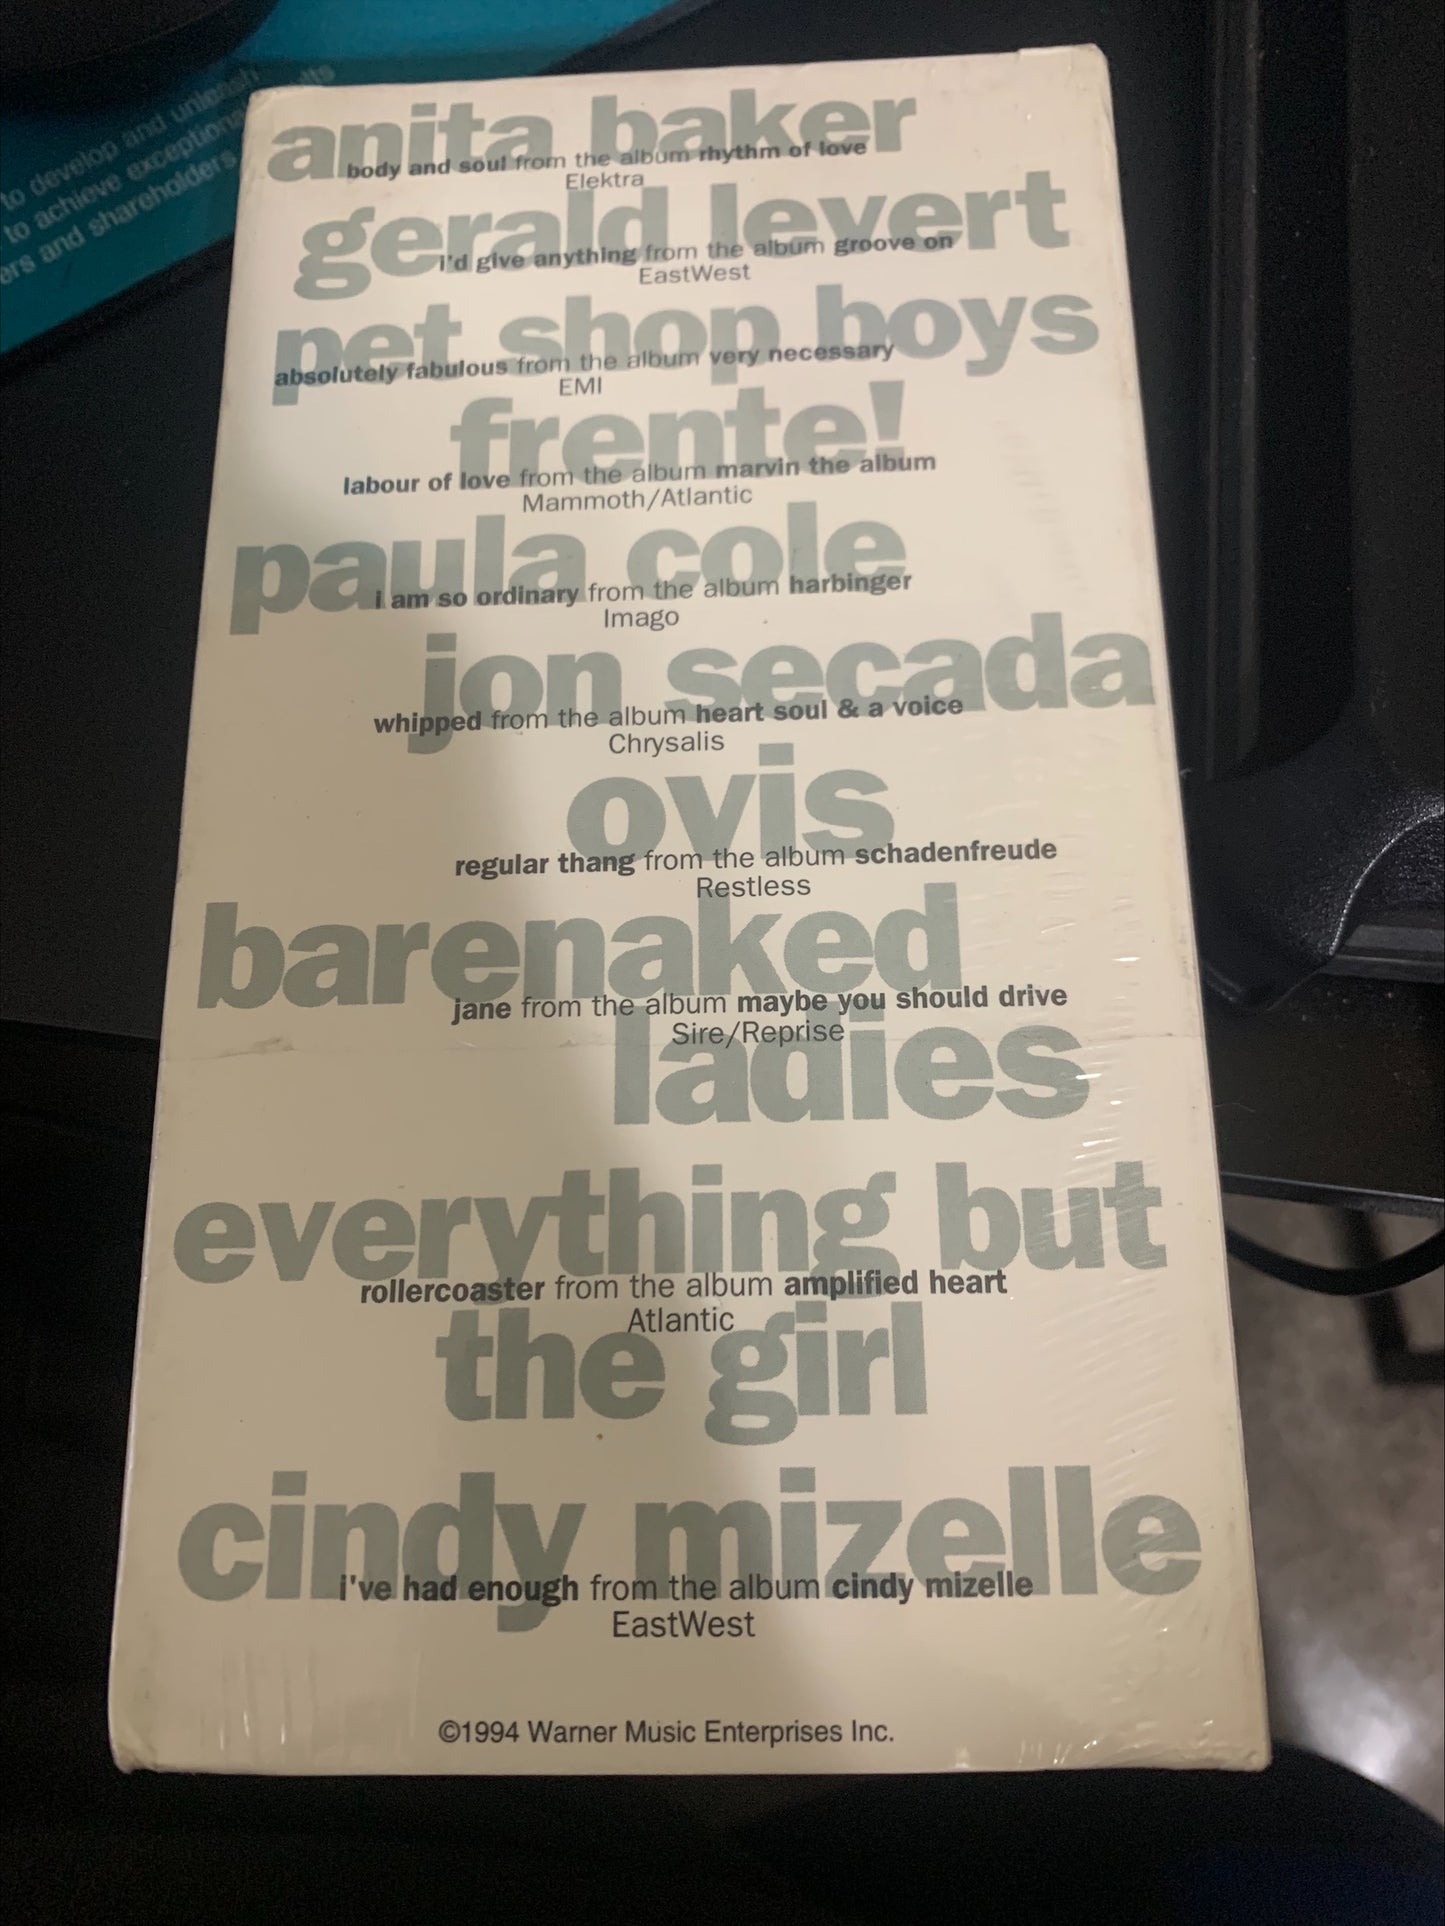 to develop and unleash
to achieve exceptional results
ers and shareholders
anita baker
body and soul from the album rhythm of love
Elektra
gerald levert
i'd give anything from the album groove on
EastWest
pet shop boys
absolutely fabulous from the album very necessary
EMI
frente!
labour of love from the album marvin the album
Mammoth/Atlantic
paula cole
i am so ordinary from the album harbinger
Imago
jon secada
whipped from the album heart soul & a voice
Chrysalis
ovis
regular thang from the album schadenfreude
Restless
barenaked
jane from the album maybe you should drive
Sire/Reprise
ladies
everything but
rollercoaster from the album amplified heart
Atlantic
the girl
cindy mizelle
i've had enough from the album cindy mizelle
EastWest
©1994 Warner Music Enterprises Inc.